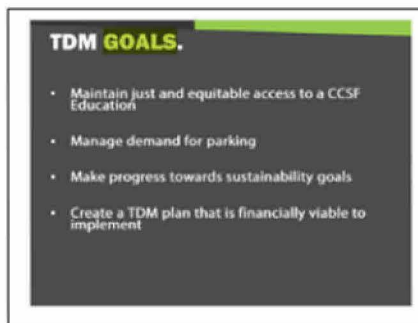 TDM GOALS.
• Maintain just and equitable access to a CCSF
Education
• Manage demand for parking
• Make progress towards sustainability goals
• Create a TDM plan that is financially viable to
implement